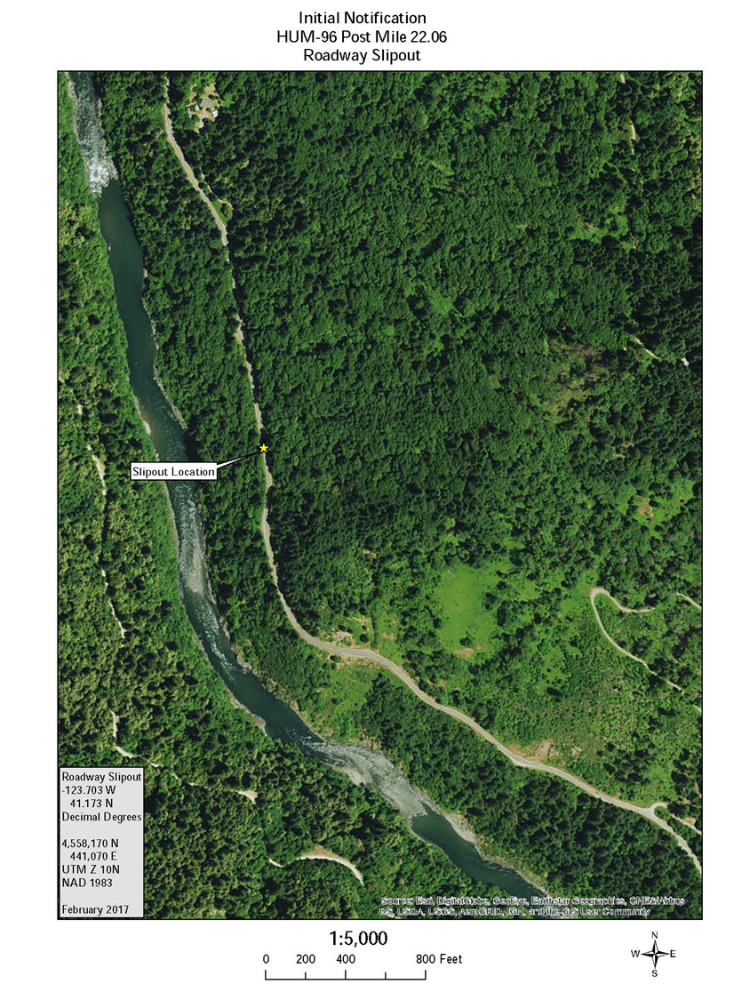 Initial Notification
HUM-96 Post Mile 22.06
Roadway Slipout
Slipout Location
Roadway Slipout
-123.703 W
41.173 N
Decimal Degrees
4,558,170 N
441,070 E
UTM Z 10N
NAD 1983
February 2017
Source: Esri, DigitalGlobe, GeoEye, Earthstar Geographics, CNES/Airbus
DS, USDA, USGS, AeroGRID, IGN, and the GIS User Community
1:5,000
0 200 400 800 Feet
N
W E
S